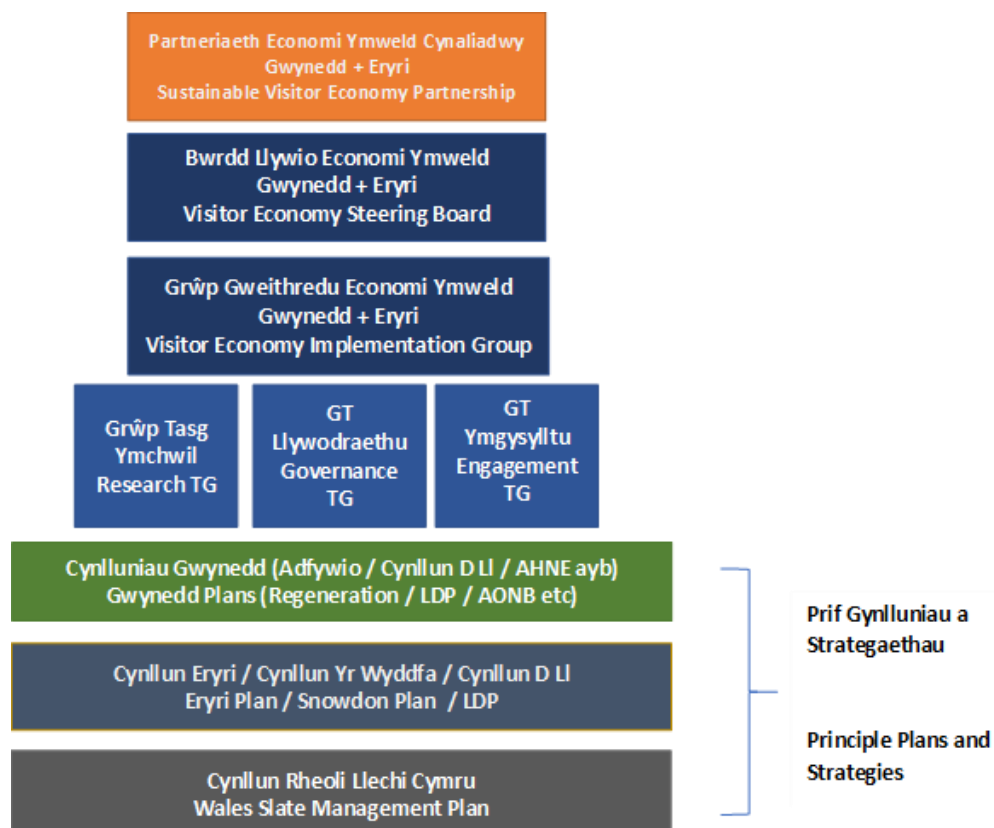 Partneriaeth Economi Ymweld Cynaliadwy
Gwynedd + Eryri
Sustainable Visitor Economy Partnership
Bwrdd Llywio Economi Ymweld
Gwynedd + Eryri
Visitor Economy Steering Board
Grŵp Gweithredu Economi Ymweld
Gwynedd + Eryri
Visitor Economy Implementation Group
Grŵp Tasg
Ymchwil
Research TG
GT
Llywodraethu
Governance
TG
GT
Ymgysylltu
Engagement
TG
Cynlluniau Gwynedd (Adfywio / Cynllun D Ll / AHNE ayb)
Gwynedd Plans (Regeneration / LDP / AONB etc)
Cynllun Eryri / Cynllun Yr Wyddfa / Cynllun D Ll
Eryri Plan / Snowdon Plan / LDP
Cynllun Rheoli Llechi Cymru
Wales Slate Management Plan
Prif Gynlluniau a
Strategaethau
Principle Plans and
Strategies